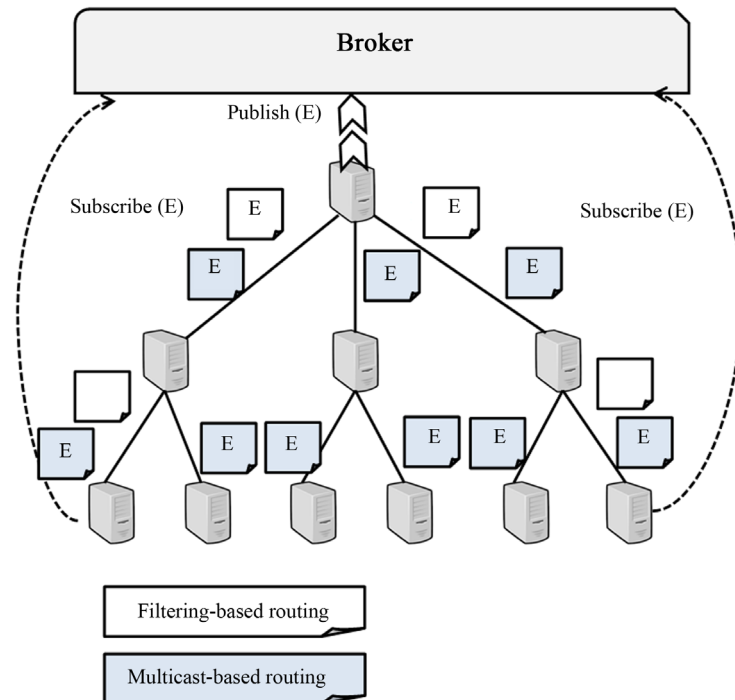 Broker
Publish (E)
Subscribe (E)
E
E
Subscribe (E)
E
E
E
E
E
E
E
E
E
Filtering-based routing
Multicast-based routing